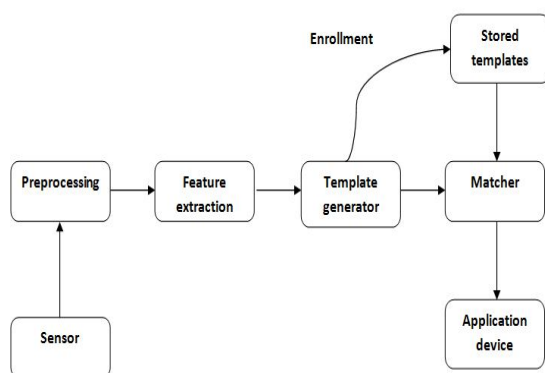 Enrollment
Stored
templates
Preprocessing
Feature
extraction
Template
generator
Matcher
Sensor
Application
device